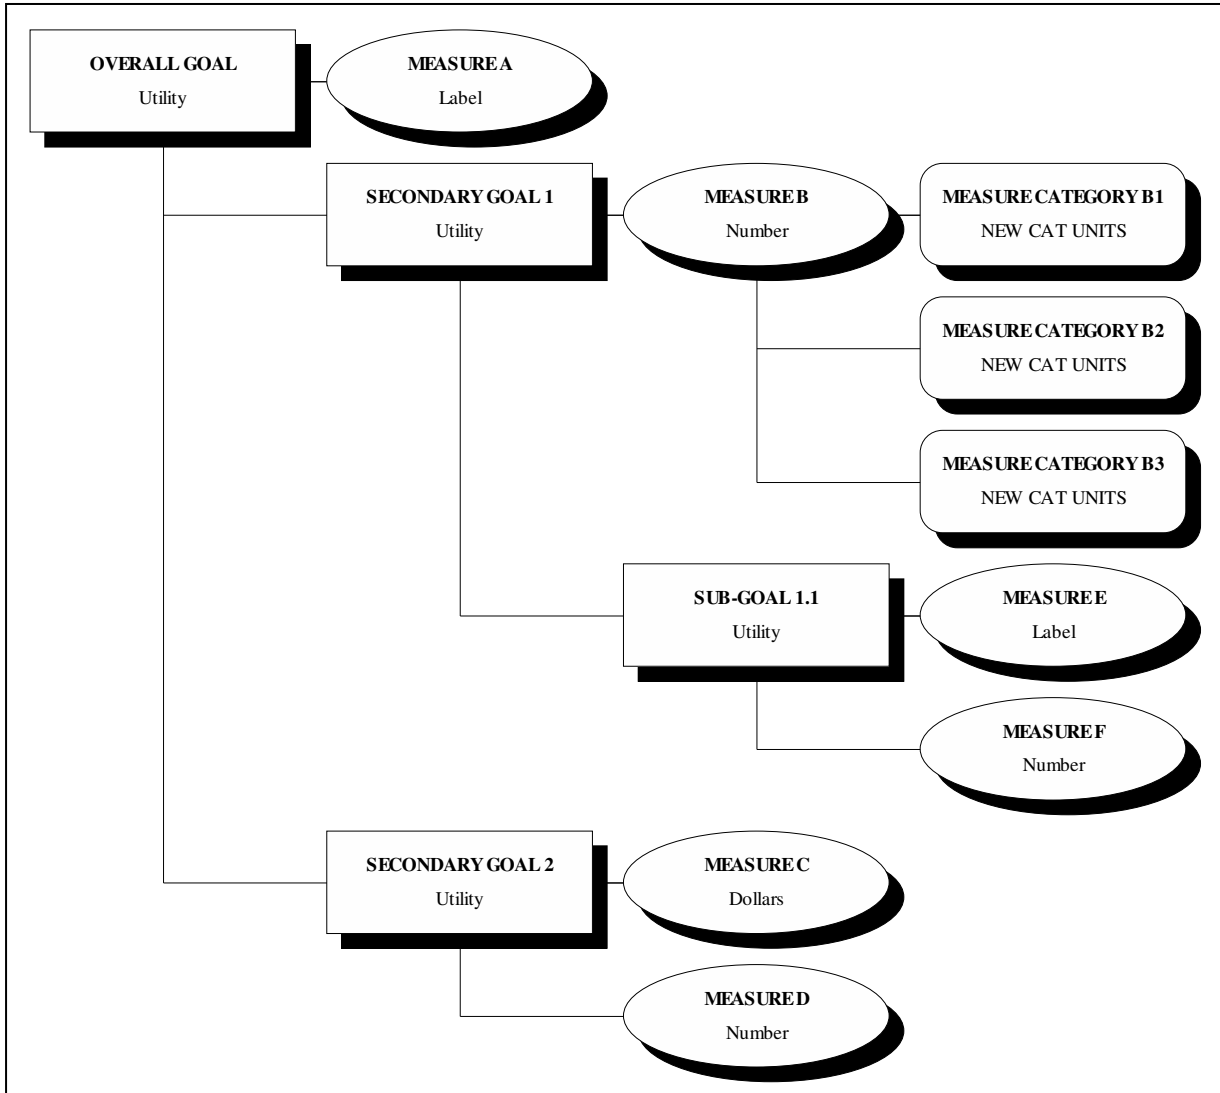 OVERALL GOAL
Utility
MEASURE A
Label
SECONDARY GOAL 1
Utility
MEASURE B
Number
MEASURE CATEGORY B1
NEW CAT UNITS
MEASURE CATEGORY B2
NEW CAT UNITS
MEASURE CATEGORY B3
NEW CAT UNITS
SUB-GOAL 1.1
Utility
MEASURE E
Label
MEASURE F
Number
SECONDARY GOAL 2
Utility
MEASURE C
Dollars
MEASURE D
Number